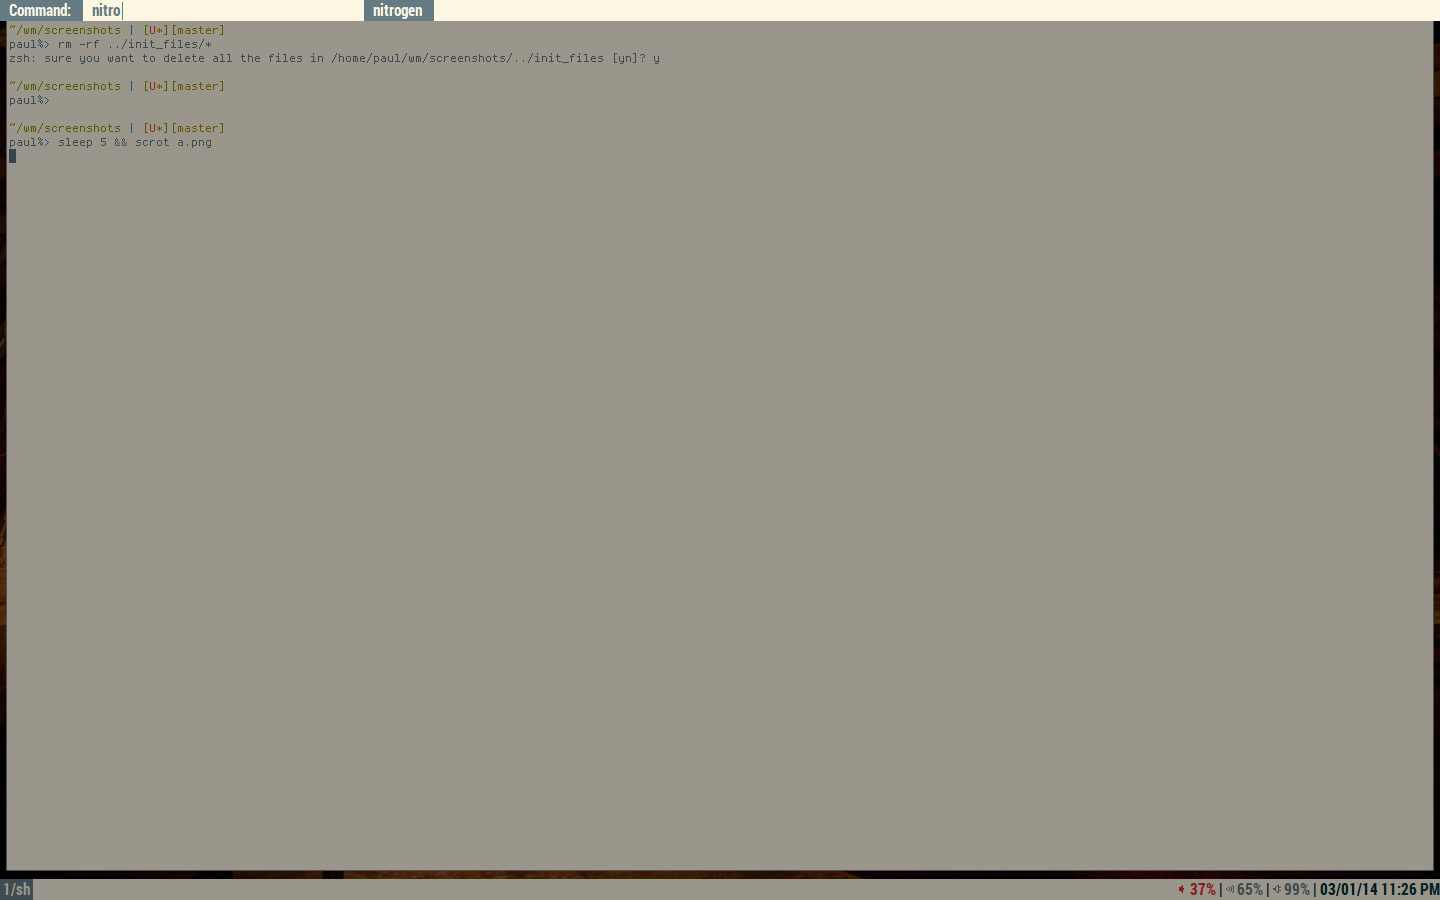 Command: nitro nitrogen
~/wm/screenshots | [U*][master]
paul%> rm -rf ../init_files/*
zsh: sure you want to delete all the files in /home/paul/wm/screenshots/../init_files [yn]? y
~/wm/screenshots | [U*][master]
paul%>
~/wm/screenshots | [U*][master]
paul%> sleep 5 && scrot a.png
1/sh 37% | 65% | 99% | 03/01/14 11:26 PM